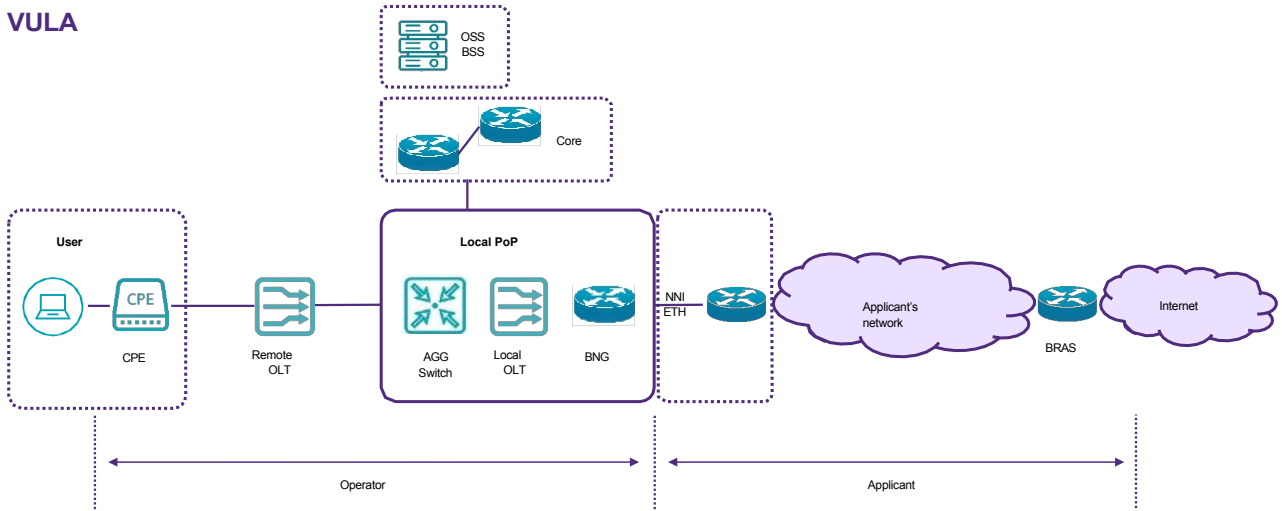 VULA
OSS
BSS
Core
User
Local PoP
CPE
NNI
ETH
Applicant's
network
Internet
CPE
Remote
OLT
AGG
Switch
Local
OLT
BNG
BRAS
Operator
Applicant